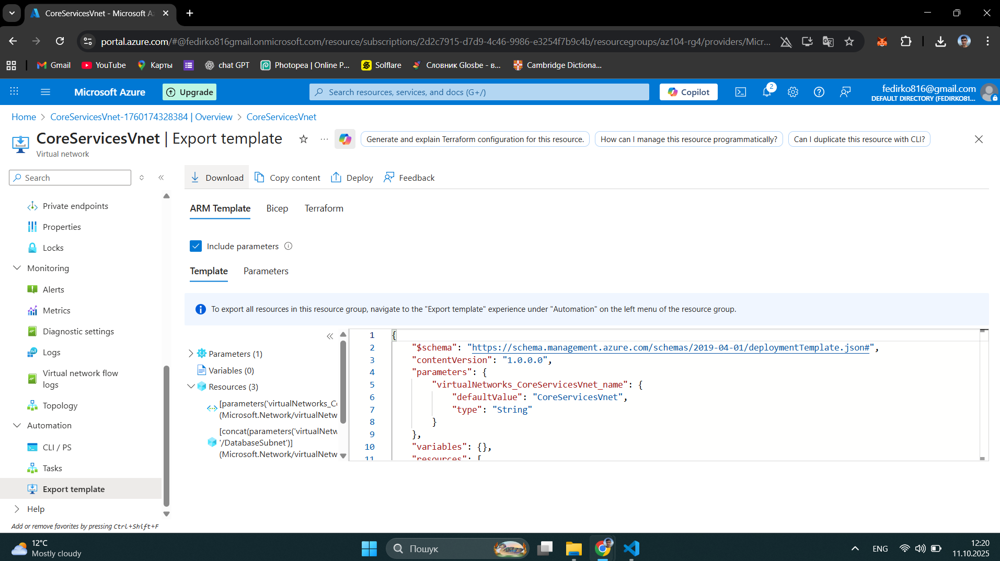 CoreServicesVnet - Microsoft Az
portal.azure.com/#@fedirko816gmail.onmicrosoft.com/resource/subscriptions/2d2c7915-d7d9-4c46-9986-e3254f7b9c4b/resourcegroups/az104-rg4/providers/Micr...
Gmail YouTube Карты chat GPT Photopea | Online P... Solflare Словник Glosbe - в... Cambridge Dictiona...
Microsoft Azure Upgrade Search resources, services, and docs (G+/) Copilot 2 fedirko816@gmail.com
DEFAULT DIRECTORY (FEDIRKO81...
Home > CoreServicesVnet-1760174328384 | Overview > CoreServicesVnet
CoreServicesVnet | Export template ... Generate and explain Terraform configuration for this resource. How can I manage this resource programmatically? Can I duplicate this resource with CLI?
Virtual network
Search
Download Copy content Deploy Feedback
Private endpoints
Properties
Locks
Monitoring
Alerts
Metrics
Diagnostic settings
Logs
Virtual network flow
logs
Topology
Automation
CLI / PS
Tasks
Export template
Help
Add or remove favorites by pressing Ctrl+Shift+F
ARM Template Bicep Terraform
Include parameters
Template Parameters
To export all resources in this resource group, navigate to the "Export template" experience under "Automation" on the left menu of the resource group.
Parameters (1)
Variables (0)
Resources (3)
[parameters('virtualNetworks_C
(Microsoft.Network/virtualNetw
[concat(parameters('virtualNetw
'/DatabaseSubnet')]
(Microsoft.Network/virtualNetw
1 {
2 "$schema": "https://schema.management.azure.com/schemas/2019-04-01/deploymentTemplate.json#",
3 "contentVersion": "1.0.0.0",
4 "parameters": {
5 "virtualNetworks_CoreServicesVnet_name": {
6 "defaultValue": "CoreServicesVnet",
7 "type": "String"
8 }
9 },
10 "variables": {},
11 "resources": [
12°C
Mostly cloudy
Пошук
ENG
12:20
11.10.2025